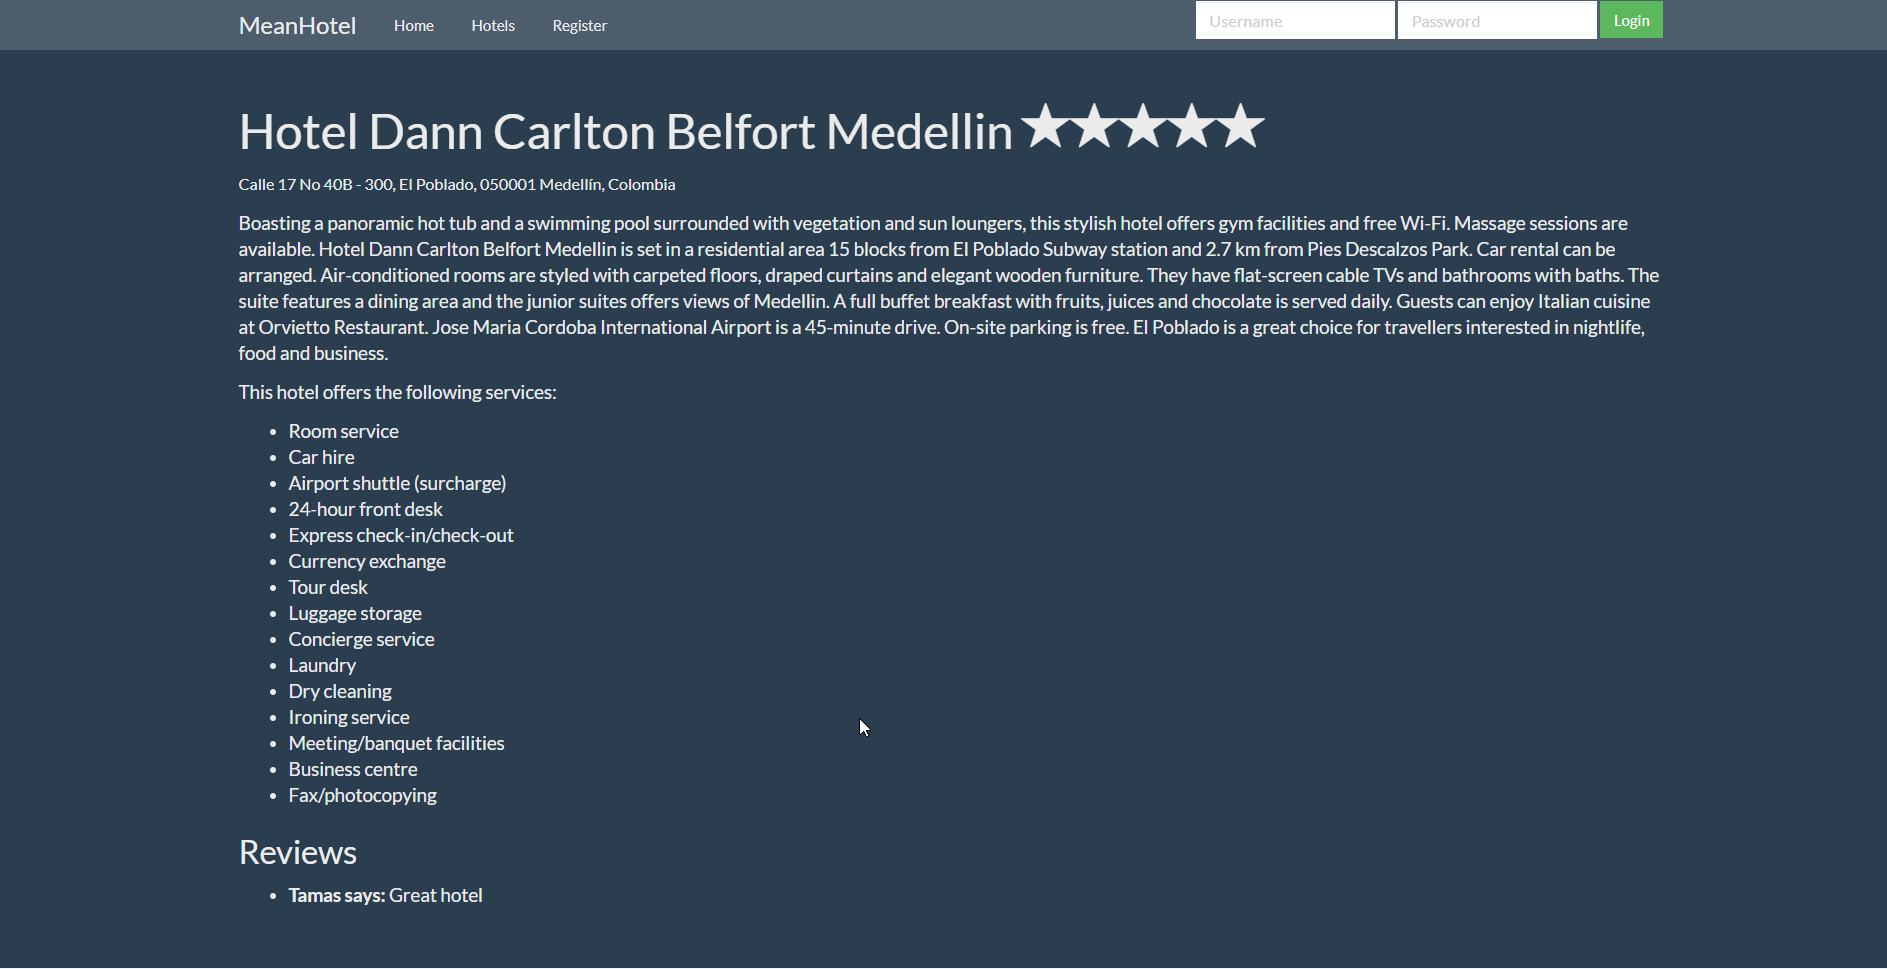 MeanHotel Home Hotels Register Username Password Login
Hotel Dann Carlton Belfort Medellin ★★★★★
Calle 17 No 40B - 300, El Poblado, 050001 Medellín, Colombia
Boasting a panoramic hot tub and a swimming pool surrounded with vegetation and sun loungers, this stylish hotel offers gym facilities and free Wi-Fi. Massage sessions are
available. Hotel Dann Carlton Belfort Medellin is set in a residential area 15 blocks from El Poblado Subway station and 2.7 km from Pies Descalzos Park. Car rental can be
arranged. Air-conditioned rooms are styled with carpeted floors, draped curtains and elegant wooden furniture. They have flat-screen cable TVs and bathrooms with baths. The
suite features a dining area and the junior suites offers views of Medellin. A full buffet breakfast with fruits, juices and chocolate is served daily. Guests can enjoy Italian cuisine
at Orvietto Restaurant. Jose Maria Cordoba International Airport is a 45-minute drive. On-site parking is free. El Poblado is a great choice for travellers interested in nightlife,
food and business.
This hotel offers the following services:
• Room service
• Car hire
• Airport shuttle (surcharge)
• 24-hour front desk
• Express check-in/check-out
• Currency exchange
• Tour desk
• Luggage storage
• Concierge service
• Laundry
• Dry cleaning
• Ironing service
• Meeting/banquet facilities
• Business centre
• Fax/photocopying
Reviews
• Tamas says: Great hotel